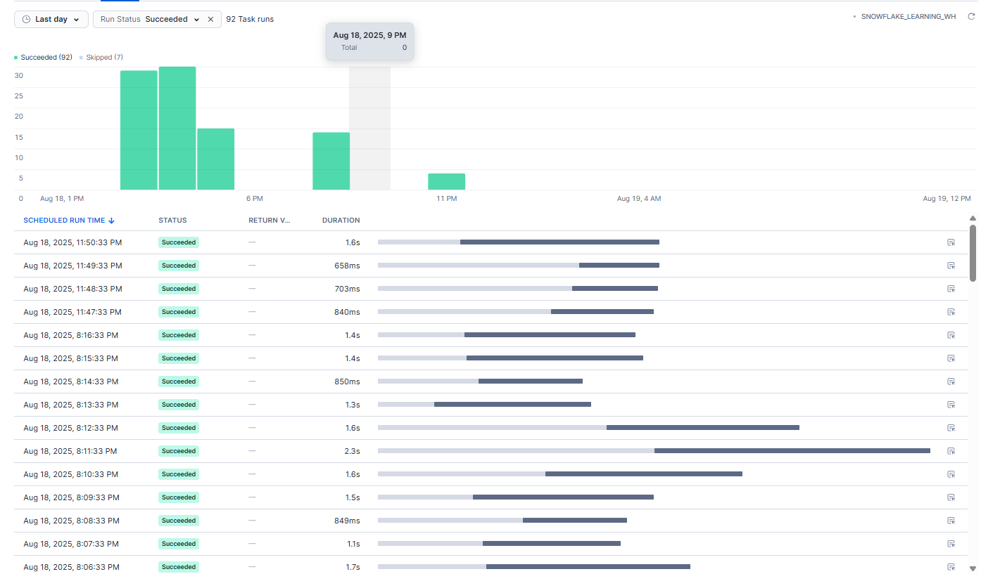 Last day Run Status Succeeded 92 Task runs SNOWFLAKE_LEARNING_WH
Aug 18, 2025, 9 PM
Total 0
Succeeded (92) Skipped (7)
30
25
20
15
10
5
0
Aug 18, 1 PM 6 PM 11 PM Aug 19, 4 AM Aug 19, 12 PM
SCHEDULED RUN TIME STATUS RETURN V... DURATION
Aug 18, 2025, 11:50:33 PM Succeeded — 1.6s
Aug 18, 2025, 11:49:33 PM Succeeded — 658ms
Aug 18, 2025, 11:48:33 PM Succeeded — 703ms
Aug 18, 2025, 11:47:33 PM Succeeded — 840ms
Aug 18, 2025, 8:16:33 PM Succeeded — 1.4s
Aug 18, 2025, 8:15:33 PM Succeeded — 1.4s
Aug 18, 2025, 8:14:33 PM Succeeded — 850ms
Aug 18, 2025, 8:13:33 PM Succeeded — 1.3s
Aug 18, 2025, 8:12:33 PM Succeeded — 1.6s
Aug 18, 2025, 8:11:33 PM Succeeded — 2.3s
Aug 18, 2025, 8:10:33 PM Succeeded — 1.6s
Aug 18, 2025, 8:09:33 PM Succeeded — 1.5s
Aug 18, 2025, 8:08:33 PM Succeeded — 849ms
Aug 18, 2025, 8:07:33 PM Succeeded — 1.1s
Aug 18, 2025, 8:06:33 PM Succeeded — 1.7s